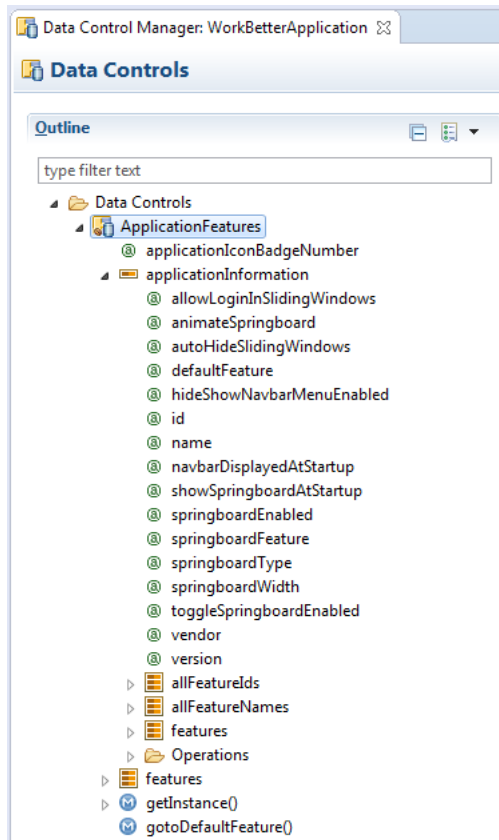 Data Control Manager: WorkBetterApplication
Data Controls
Outline
type filter text
Data Controls
ApplicationFeatures
applicationIconBadgeNumber
applicationInformation
allowLoginInSlidingWindows
animateSpringboard
autoHideSlidingWindows
defaultFeature
hideShowNavbarMenuEnabled
id
name
navbarDisplayedAtStartup
showSpringboardAtStartup
springboardEnabled
springboardFeature
springboardType
springboardWidth
toggleSpringboardEnabled
vendor
version
allFeatureIds
allFeatureNames
features
Operations
features
getInstance()
gotoDefaultFeature()